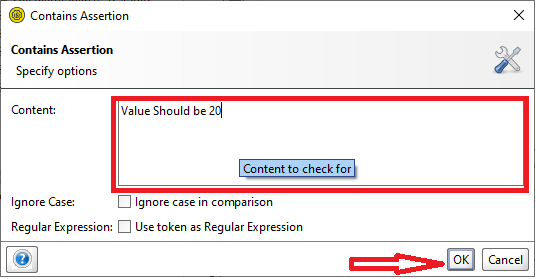 Contains Assertion
Contains Assertion
Specify options
Content:
Value Should be 20
Content to check for
Ignore Case:
Ignore case in comparison
Regular Expression:
Use token as Regular Expression
?
OK
Cancel